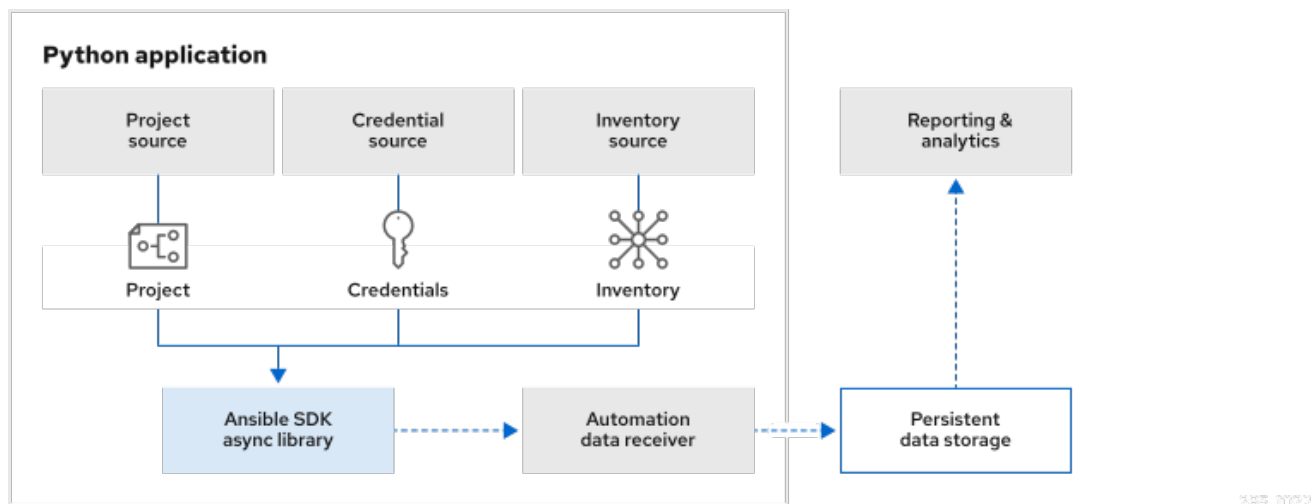 Python application
Project
source
Credential
source
Inventory
source
Reporting &
analytics
Project
Credentials
Inventory
Ansible SDK
async library
Automation
data receiver
Persistent
data storage